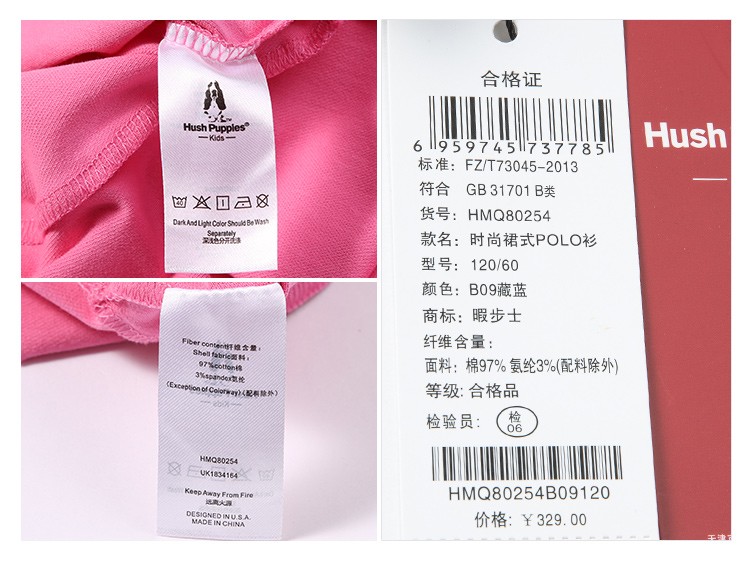 Hush Puppies®
Kids
Dark And Light Color Should Be Wash
Separately
深浅色分开洗涤
Fiber content纤维含量:
Shell fabric面料:
97%cotton棉
3%spandex氨纶
(Exception of Colorway)(配料除外)
HMQ80254
UK1834164
Keep Away From Fire
远离火源
DESIGNED IN U.S.A.
MADE IN CHINA
合格证
6 959745 737785
标准: FZ/T73045-2013
符合 GB 31701 B类
货号: HMQ80254
款名: 时尚裙式POLO衫
型号: 120/60
颜色: B09藏蓝
商标: 暇步士
纤维含量:
面料: 棉97% 氨纶3%(配料除外)
等级: 合格品
检验员: 检
06
HMQ80254B09120
价格: ¥329.00
Hush